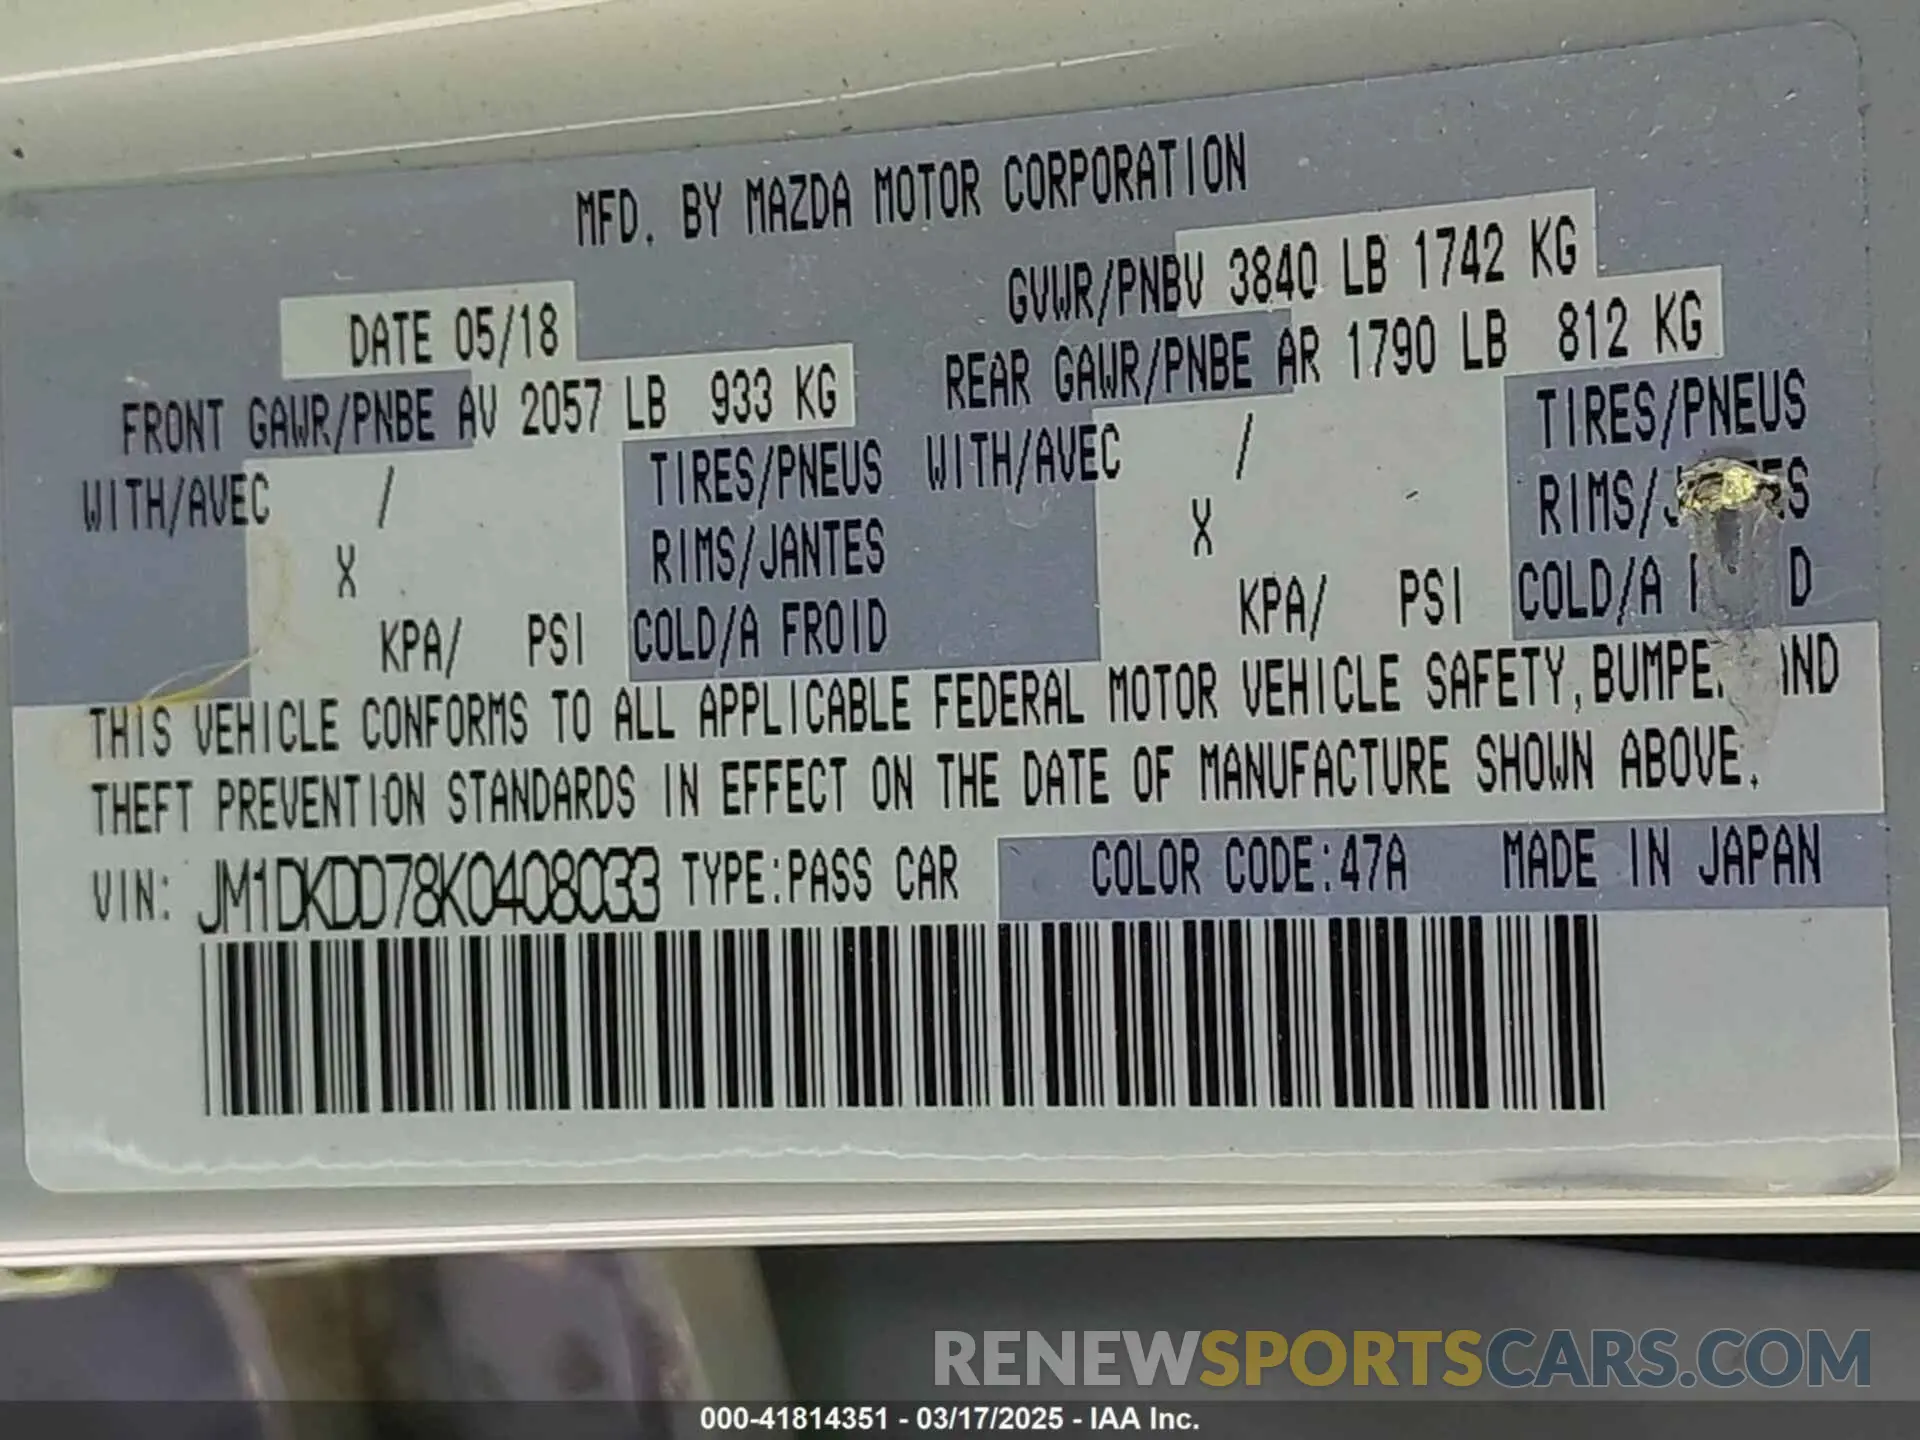 MFD. BY MAZDA MOTOR CORPORATION
DATE 05/18
GVWR/PNBV 3840 LB 1742 KG
FRONT GAWR/PNBE AV 2057 LB 933 KG
REAR GAWR/PNBE AR 1790 LB 812 KG
WITH/AVEC / TIRES/PNEUS
X RIMS/JANTES
KPA/ PSI COLD/A FROID
WITH/AVEC / TIRES/PNEUS
X RIMS/
KPA/ PSI COLD/A
THIS VEHICLE CONFORMS TO ALL APPLICABLE FEDERAL MOTOR VEHICLE SAFETY,
THEFT PREVENTION STANDARDS IN EFFECT ON THE DATE OF MANUFACTURE SHOWN ABOVE.
VIN: JM1DKDD78K0408033 TYPE:PASS CAR COLOR CODE:47A MADE IN JAPAN
RENEWSPORTSCARS.COM
000-41814351 - 03/17/2025 - IAA Inc.